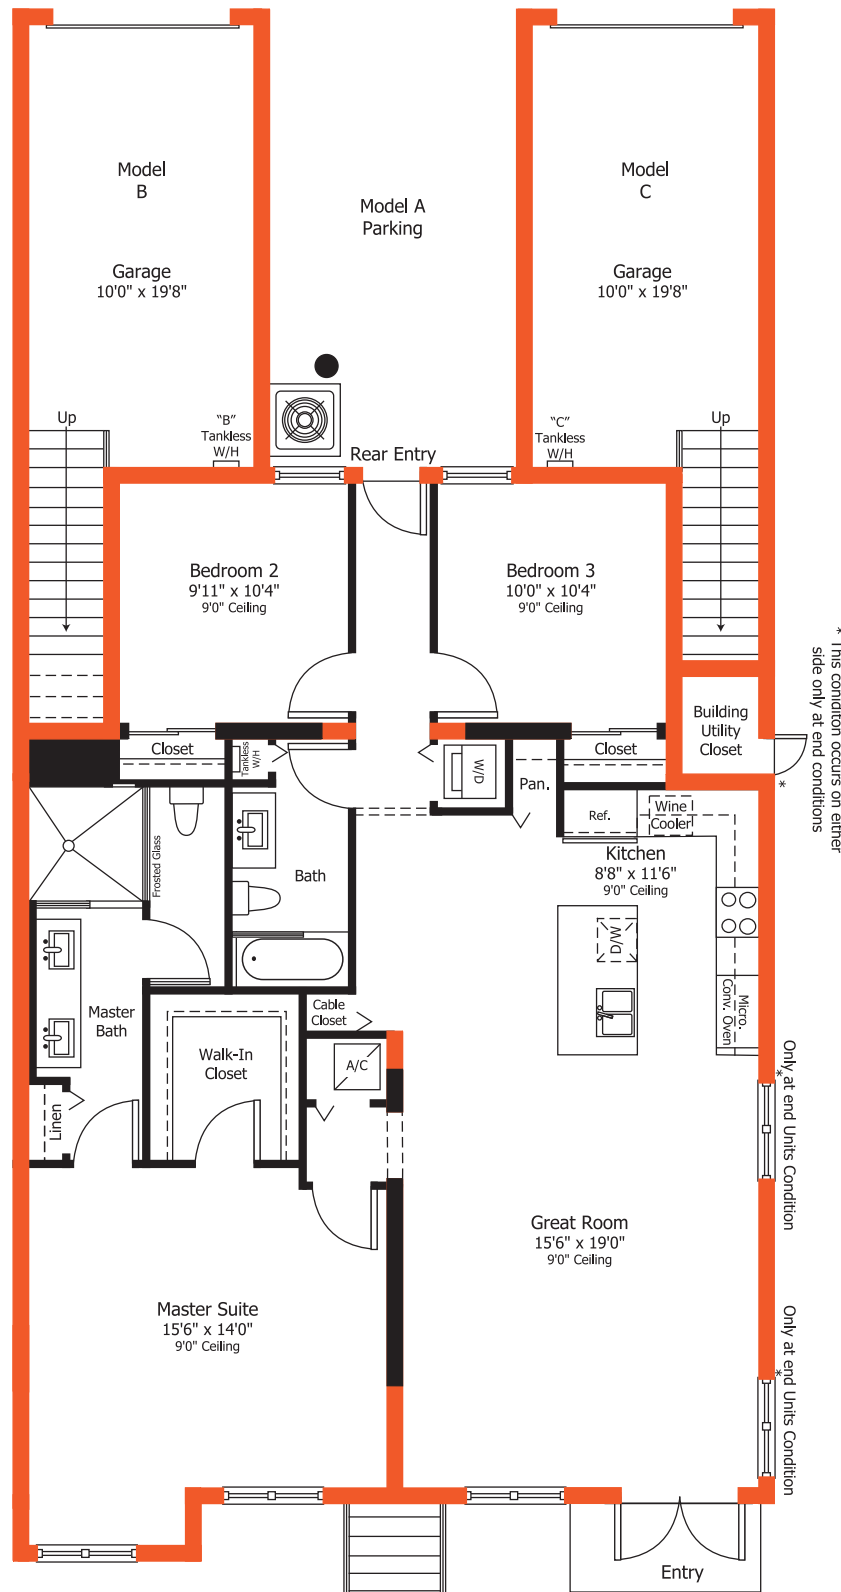 Model
B
Garage
10'0" x 19'8"
Model A
Parking
Model
C
Garage
10'0" x 19'8"
Up
"B"
Tankless
W/H
Rear Entry
"C"
Tankless
W/H
Up
Bedroom 2
9'11" x 10'4"
9'0" Ceiling
Bedroom 3
10'0" x 10'4"
9'0" Ceiling
* This coniditon occurs on either
side only at end conditions
Building
Utility
Closet
*
Closet
Tankless
W/H
W/D
Pan.
Closet
Ref.
Wine
Cooler
Kitchen
8'8" x 11'6"
9'0" Ceiling
Frosted Glass
Bath
W/D
Micro.
Conv. Oven
Master
Bath
Cable
Closet
Walk-In
Closet
A/C
Linen
* Only at end Units Condition
Great Room
15'6" x 19'0"
9'0" Ceiling
Master Suite
15'6" x 14'0"
9'0" Ceiling
* Only at end Units Condition
Entry